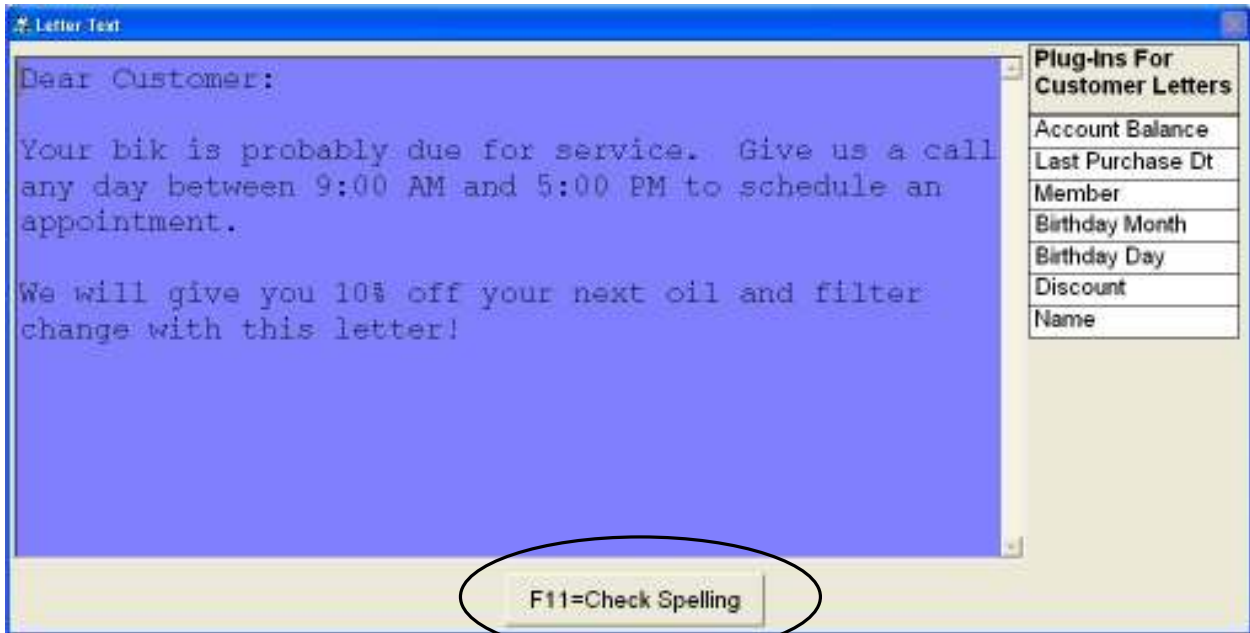 Letter Text
Dear Customer:
Your bik is probably due for service.  Give us a call
any day between 9:00 AM and 5:00 PM to schedule an
appointment.
We will give you 10% off your next oil and filter
change with this letter!
Plug-Ins For
Customer Letters
Account Balance
Last Purchase Dt
Member
Birthday Month
Birthday Day
Discount
Name
F11=Check Spelling